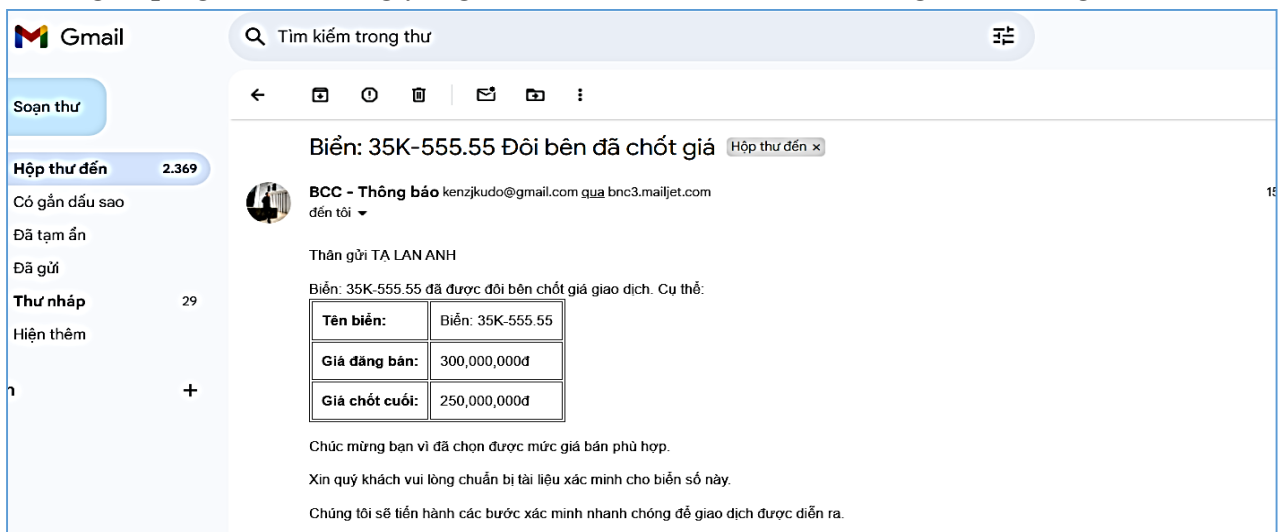 Gmail
Tìm kiếm trong thư
Soạn thư
Hộp thư đến 2.369
Có gắn dấu sao
Đã tạm ẩn
Đã gửi
Thư nháp 29
Hiện thêm
Biển: 35K-555.55 Đôi bên đã chốt giá Hộp thư đến ×
BCC - Thông báo kenzjkudo@gmail.com qua bnc3.mailjet.com
đến tôi
Thân gửi TẠ LAN ANH
Biển: 35K-555.55 đã được đôi bên chốt giá giao dịch. Cụ thể:
Tên biển: Biển: 35K-555.55
Giá đăng bán: 300,000,000đ
Giá chốt cuối: 250,000,000đ
Chúc mừng bạn vì đã chọn được mức giá bán phù hợp.
Xin quý khách vui lòng chuẩn bị tài liệu xác minh cho biển số này.
Chúng tôi sẽ tiến hành các bước xác minh nhanh chóng để giao dịch được diễn ra.